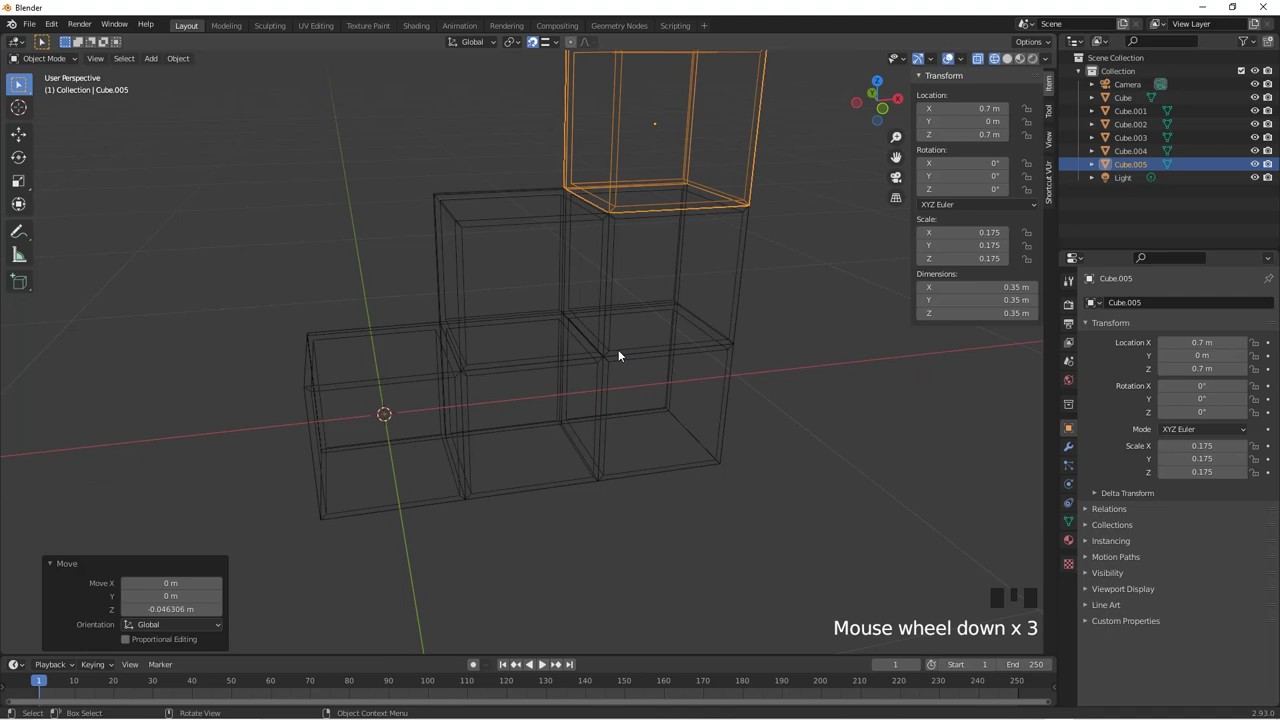 Blender
File Edit Render Window Help Layout Modeling Sculpting UV Editing Texture Paint Shading Animation Rendering Compositing Geometry Nodes Scripting + Scene View Layer
Global Options
Object Mode View Select Add Object
User Perspective
(1) Collection | Cube.005
Z
Y
X
Transform
Location:
X 0.7 m
Y 0 m
Z 0.7 m
Rotation:
X 0°
Y 0°
Z 0°
XYZ Euler
Scale:
X 0.175
Y 0.175
Z 0.175
Dimensions:
X 0.35 m
Y 0.35 m
Z 0.35 m
Item
Tool
View
Shortcut VUr
Scene Collection
Collection
Camera
Cube
Cube.001
Cube.002
Cube.003
Cube.004
Cube.005
Light
Cube.005
Cube.005
Transform
Location X 0.7 m
Y 0 m
Z 0.7 m
Rotation X 0°
Y 0°
Z 0°
Mode XYZ Euler
Scale X 0.175
Y 0.175
Z 0.175
Delta Transform
Relations
Collections
Instancing
Motion Paths
Visibility
Viewport Display
Line Art
Custom Properties
Move
Move X 0 m
Y 0 m
Z -0.046306 m
Orientation Global
Proportional Editing
Mouse wheel down x 3
Playback Keying View Marker 1 Start 1 End 250
1 10 20 30 40 50 60 70 80 90 100 110 120 130 140 150 160 170 180 190 200 210 220 230 240 250
Select Box Select Rotate View Object Context Menu 2.93.0